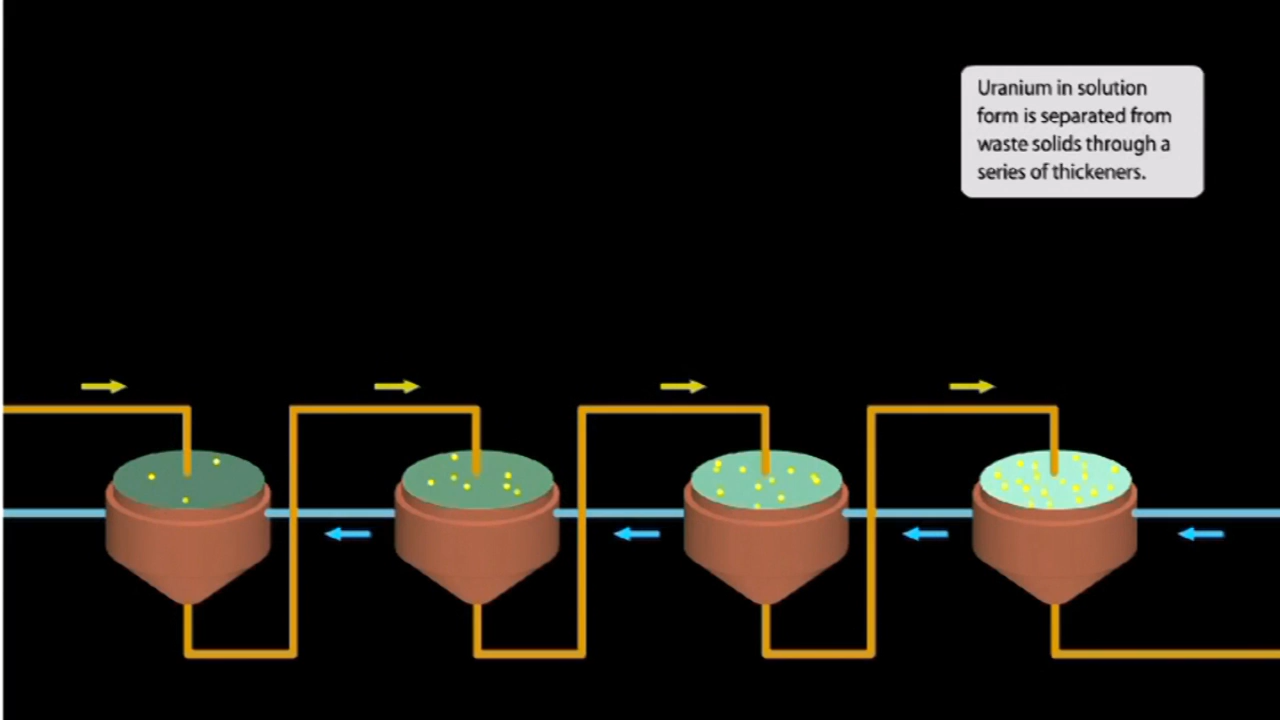 Uranium in solution
form is separated from
waste solids through a
series of thickeners.